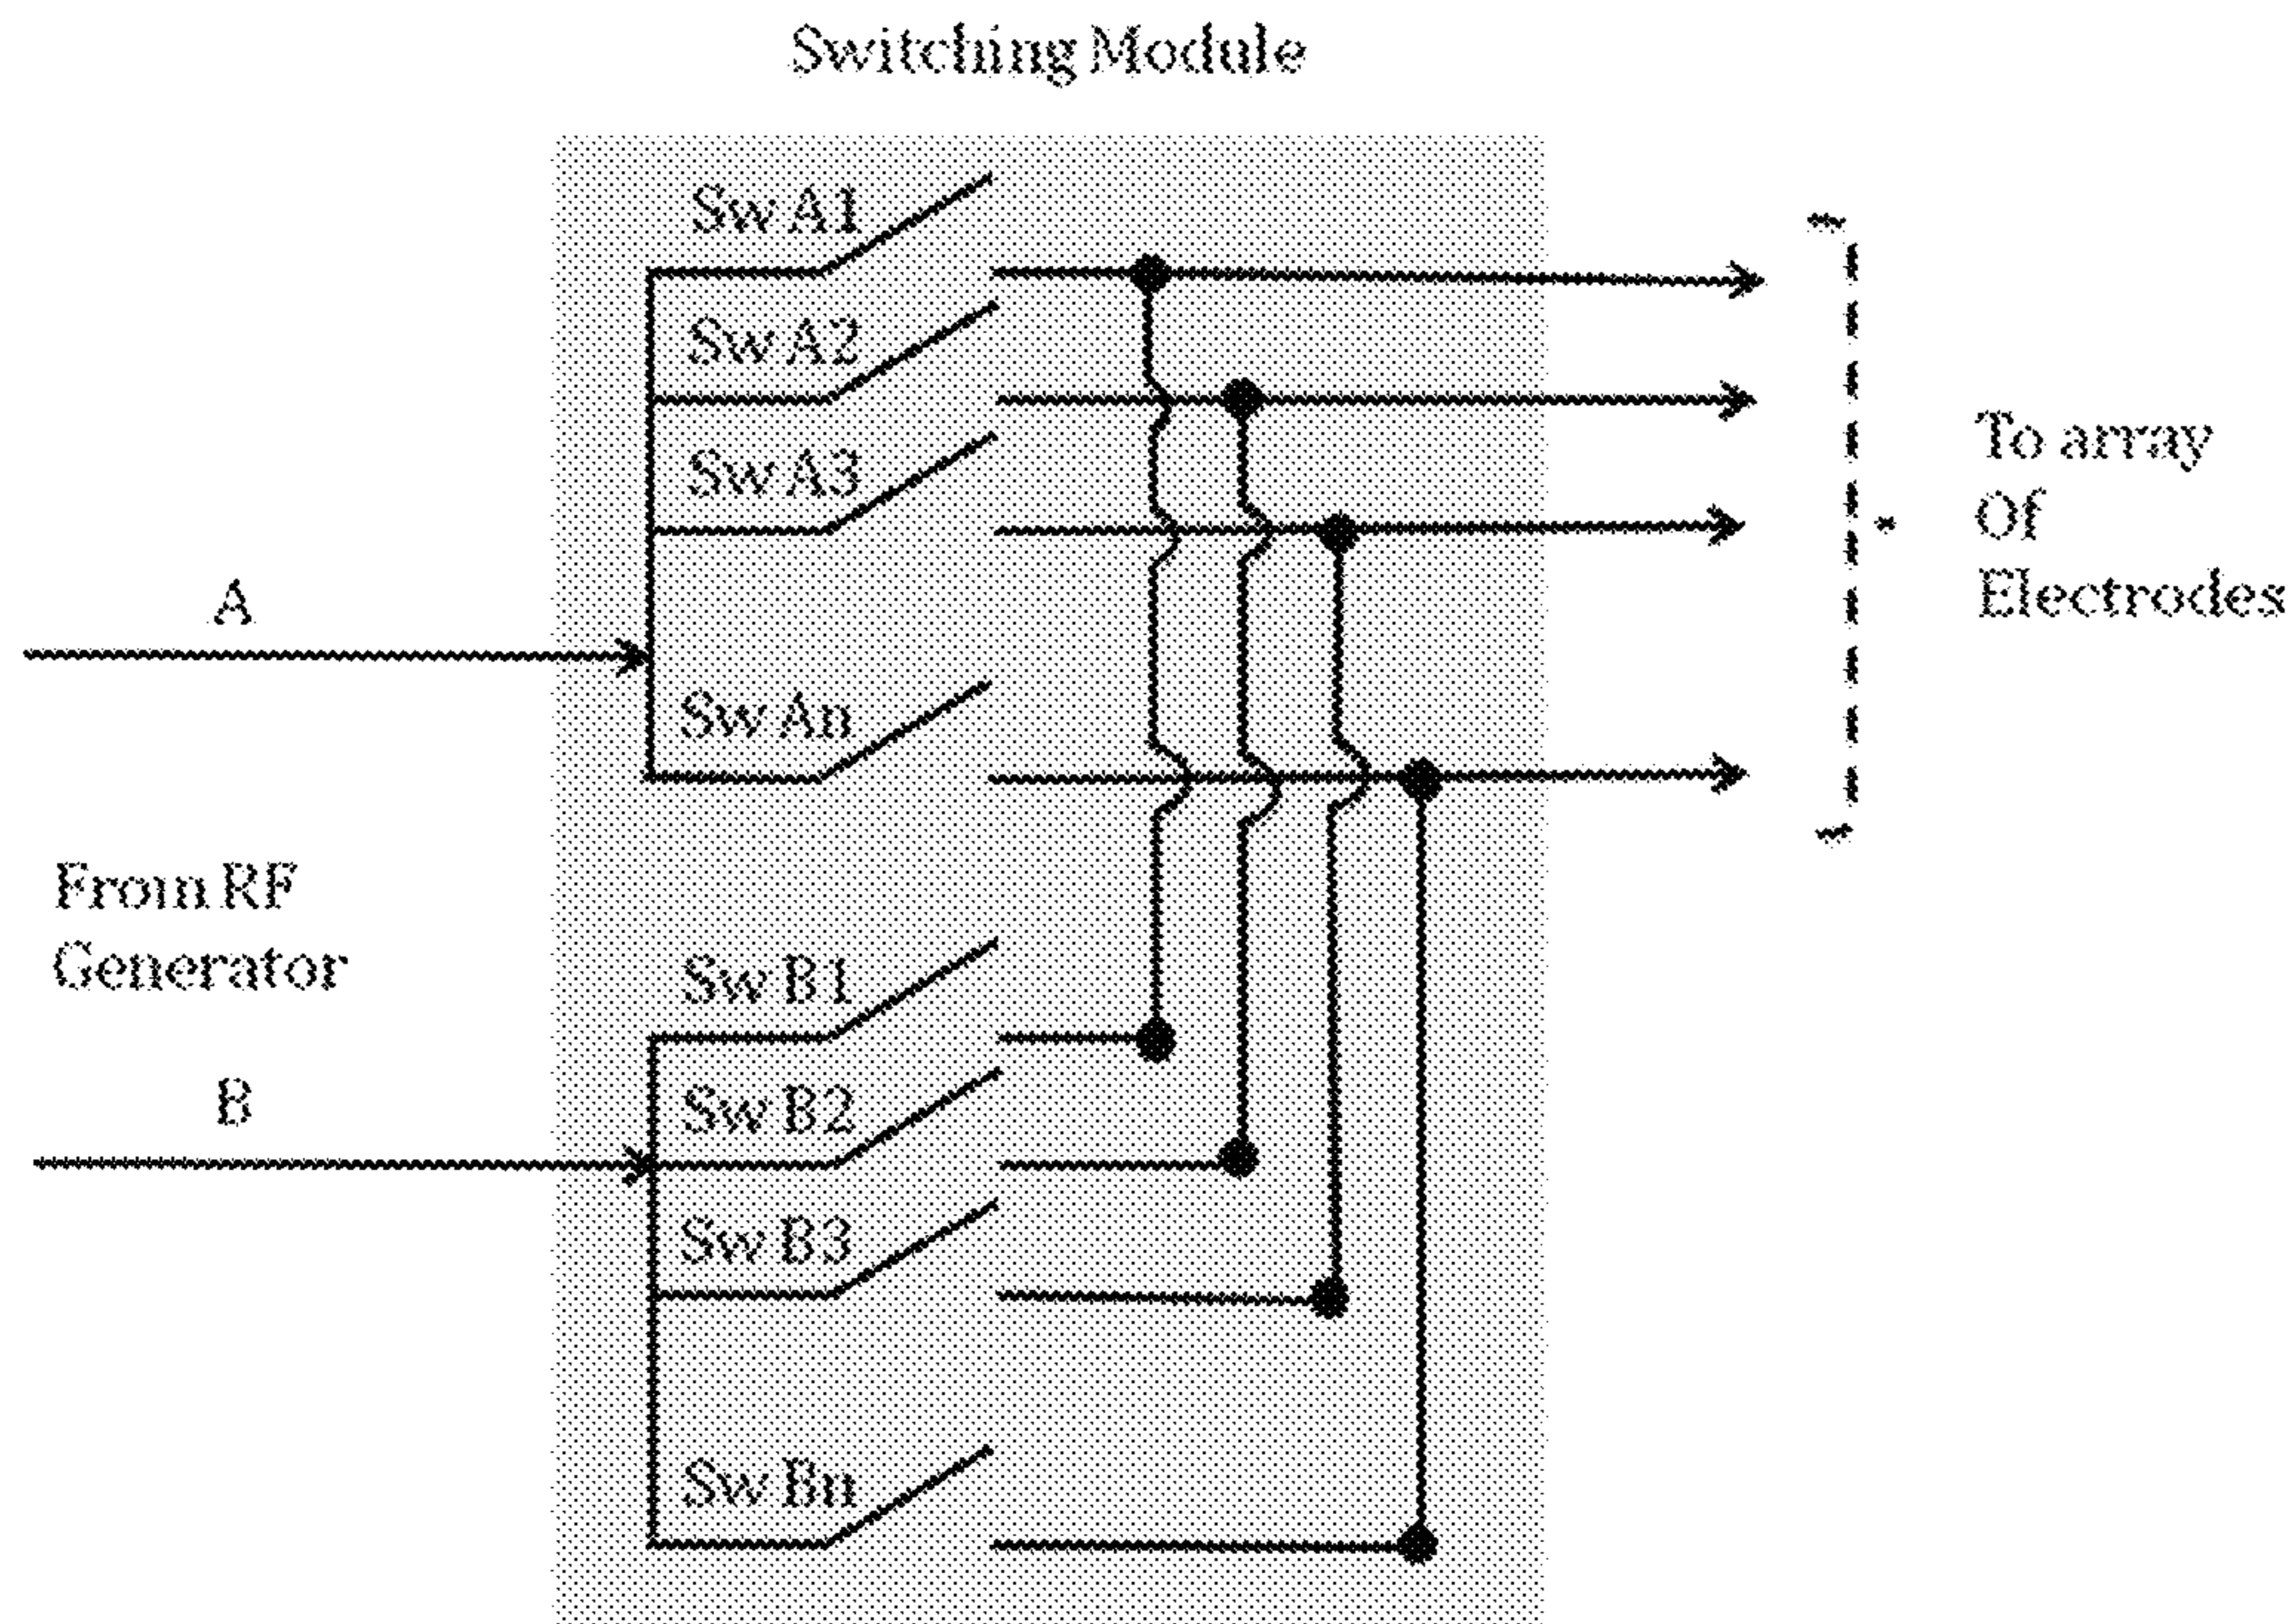 Switching Module
Sw A1
Sw A2
Sw A3
A
Sw An
To array
Of
Electrodes
From RF
Generator
Sw B1
B
Sw B2
Sw B3
Sw Bn